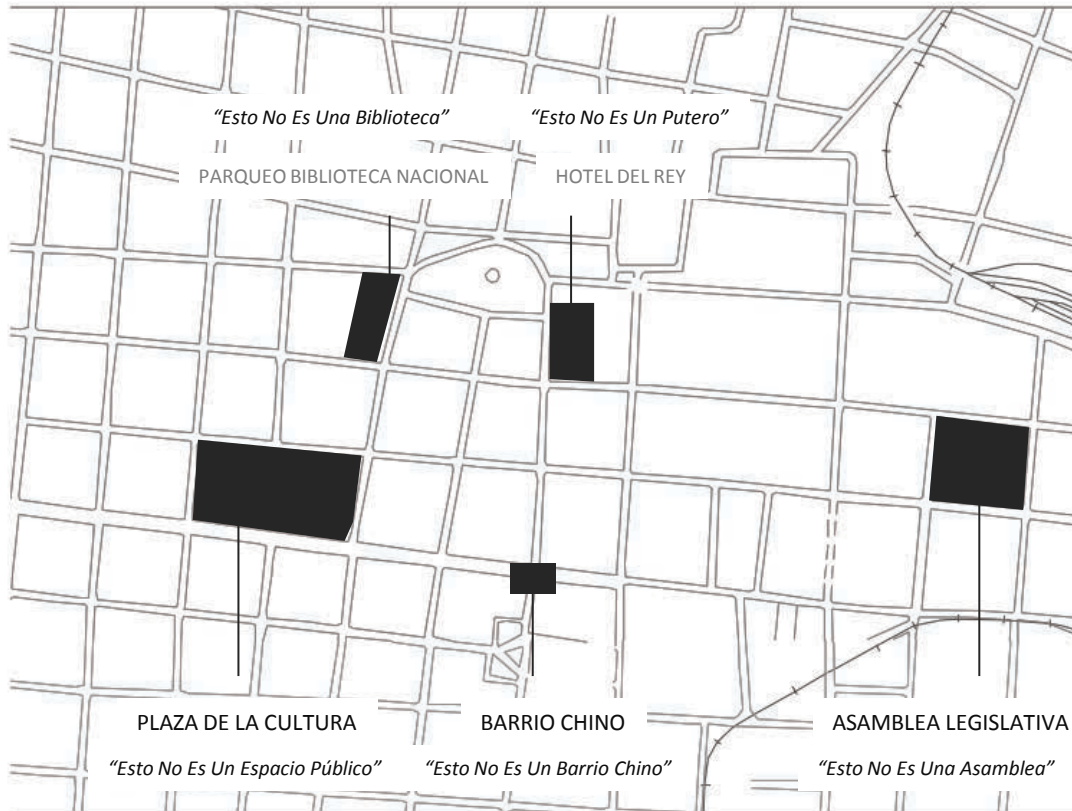 “Esto No Es Una Biblioteca”
PARQUEO BIBLIOTECA NACIONAL
“Esto No Es Un Putero”
HOTEL DEL REY
PLAZA DE LA CULTURA
“Esto No Es Un Espacio Público”
BARRIO CHINO
“Esto No Es Un Barrio Chino”
ASAMBLEA LEGISLATIVA
“Esto No Es Una Asamblea”